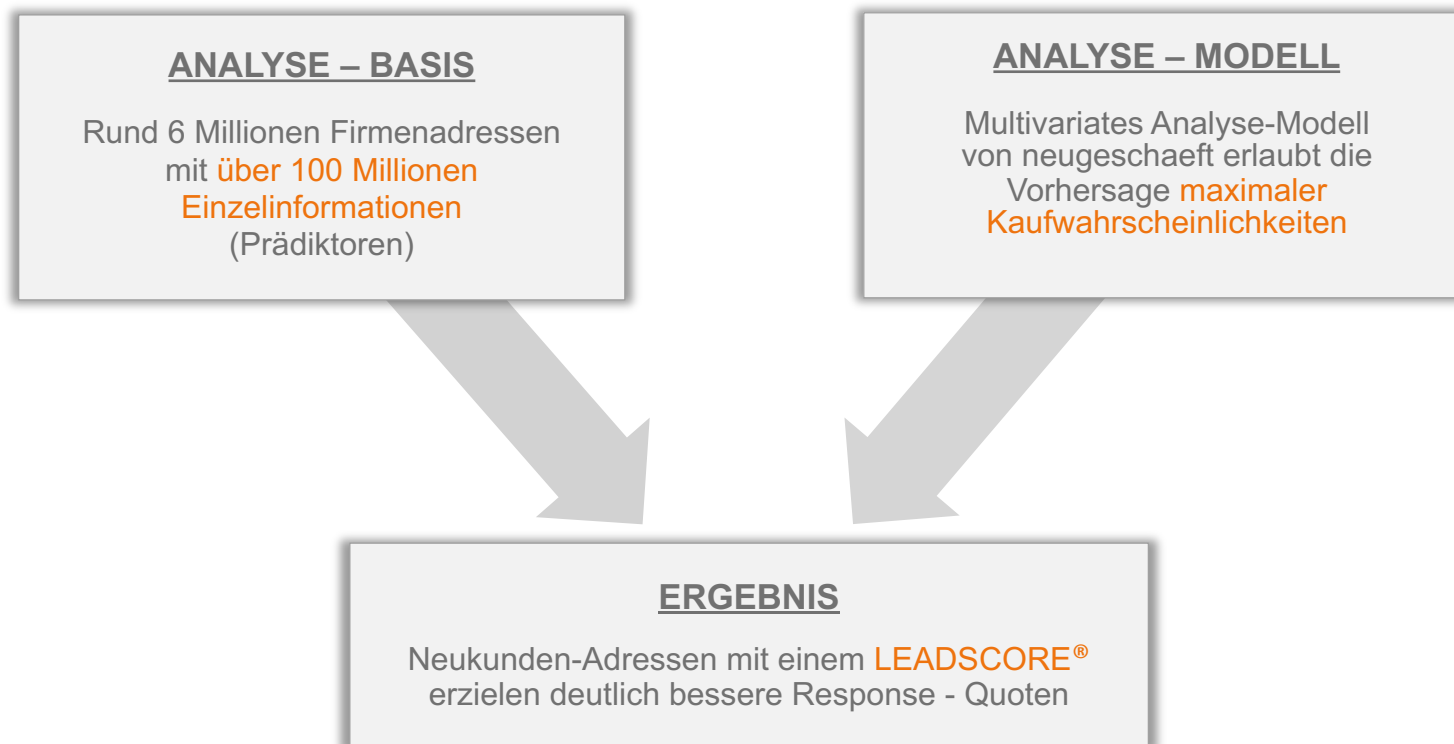 ANALYSE – BASIS
Rund 6 Millionen Firmenadressen
mit über 100 Millionen
Einzelinformationen
(Prädiktoren)
ANALYSE – MODELL
Multivariates Analyse-Modell
von neugeschaeft erlaubt die
Vorhersage maximaler
Kaufwahrscheinlichkeiten
ERGEBNIS
Neukunden-Adressen mit einem LEADSCORE®
erzielen deutlich bessere Response - Quoten